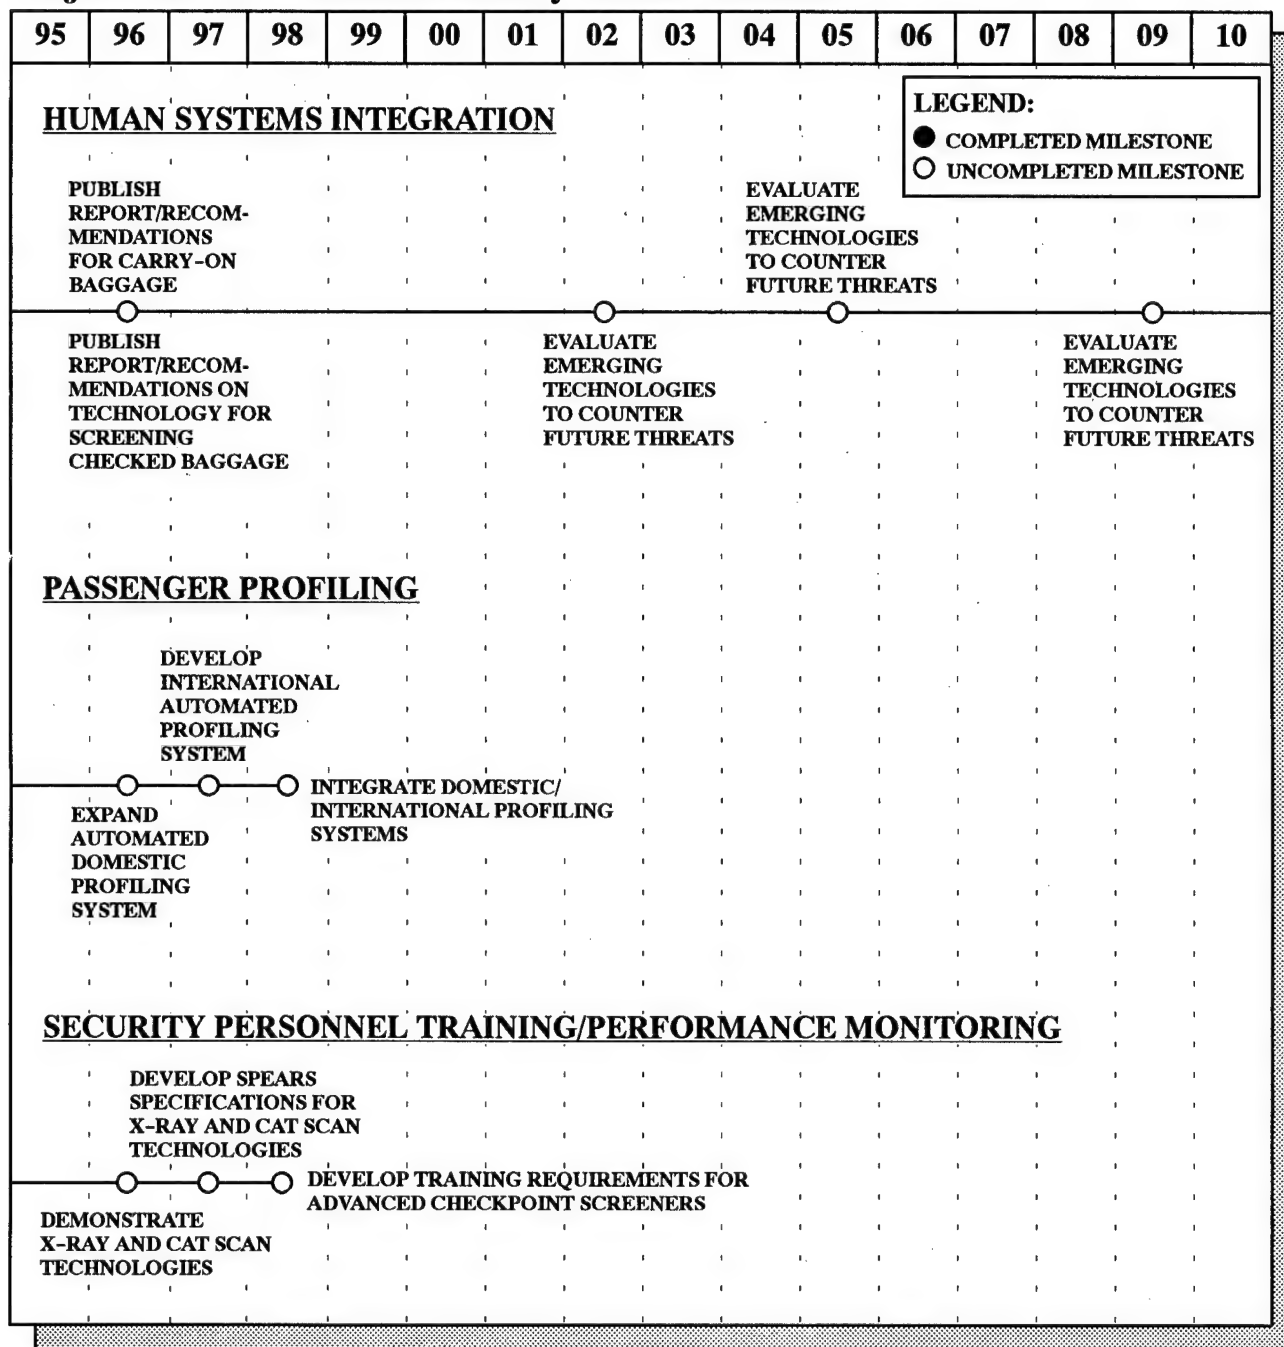 95 96 97 98 99 00 01 02 03 04 05 06 07 08 09 10
LEGEND:
COMPLETED MILESTONE
UNCOMPLETED MILESTONE
HUMAN SYSTEMS INTEGRATION
PUBLISH
REPORT/RECOM-
MENDATIONS
FOR CARRY-ON
BAGGAGE
EVALUATE
EMERGING
TECHNOLOGIES
TO COUNTER
FUTURE THREATS
PUBLISH
REPORT/RECOM-
MENDATIONS ON
TECHNOLOGY FOR
SCREENING
CHECKED BAGGAGE
EVALUATE
EMERGING
TECHNOLOGIES
TO COUNTER
FUTURE THREATS
EVALUATE
EMERGING
TECHNOLOGIES
TO COUNTER
FUTURE THREATS
PASSENGER PROFILING
DEVELOP
INTERNATIONAL
AUTOMATED
PROFILING
SYSTEM
INTEGRATE DOMESTIC/
INTERNATIONAL PROFILING
SYSTEMS
EXPAND
AUTOMATED
DOMESTIC
PROFILING
SYSTEM
SECURITY PERSONNEL TRAINING/PERFORMANCE MONITORING
DEVELOP SPEARS
SPECIFICATIONS FOR
X-RAY AND CAT SCAN
TECHNOLOGIES
DEVELOP TRAINING REQUIREMENTS FOR
ADVANCED CHECKPOINT SCREENERS
DEMONSTRATE
X-RAY AND CAT SCAN
TECHNOLOGIES